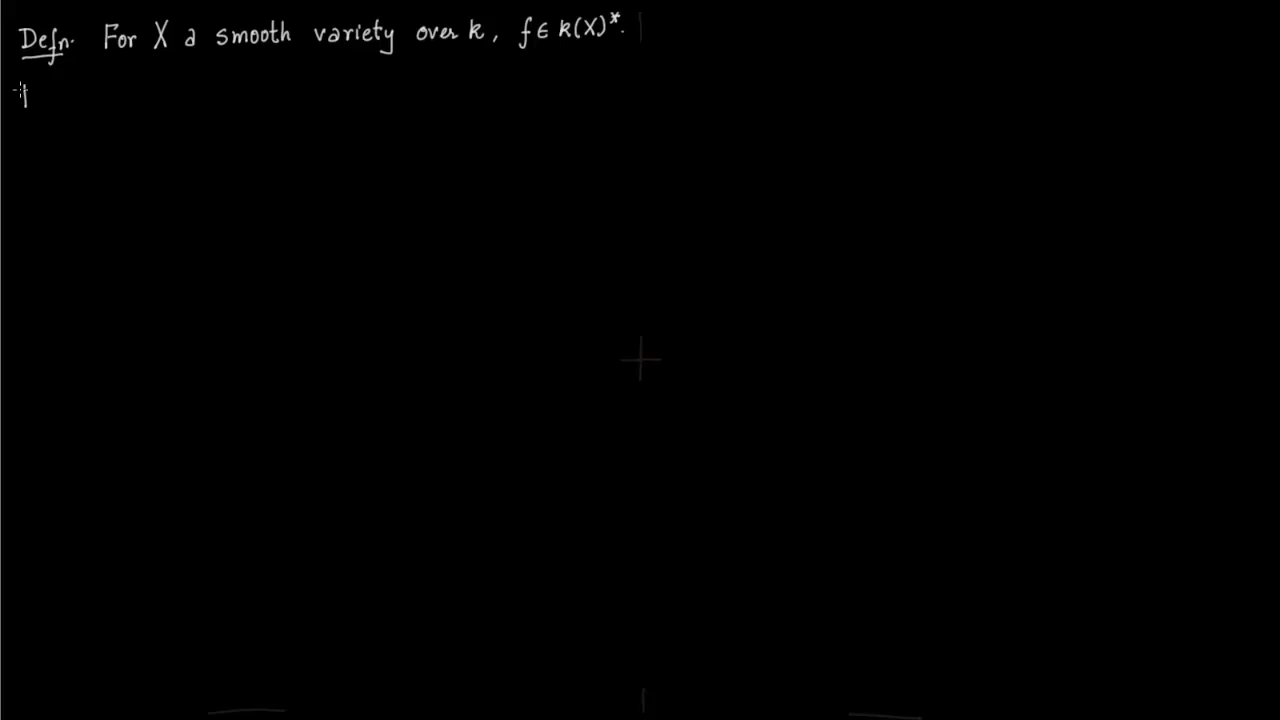 Defn. For X a smooth variety over k, f ∈ k(X)*.